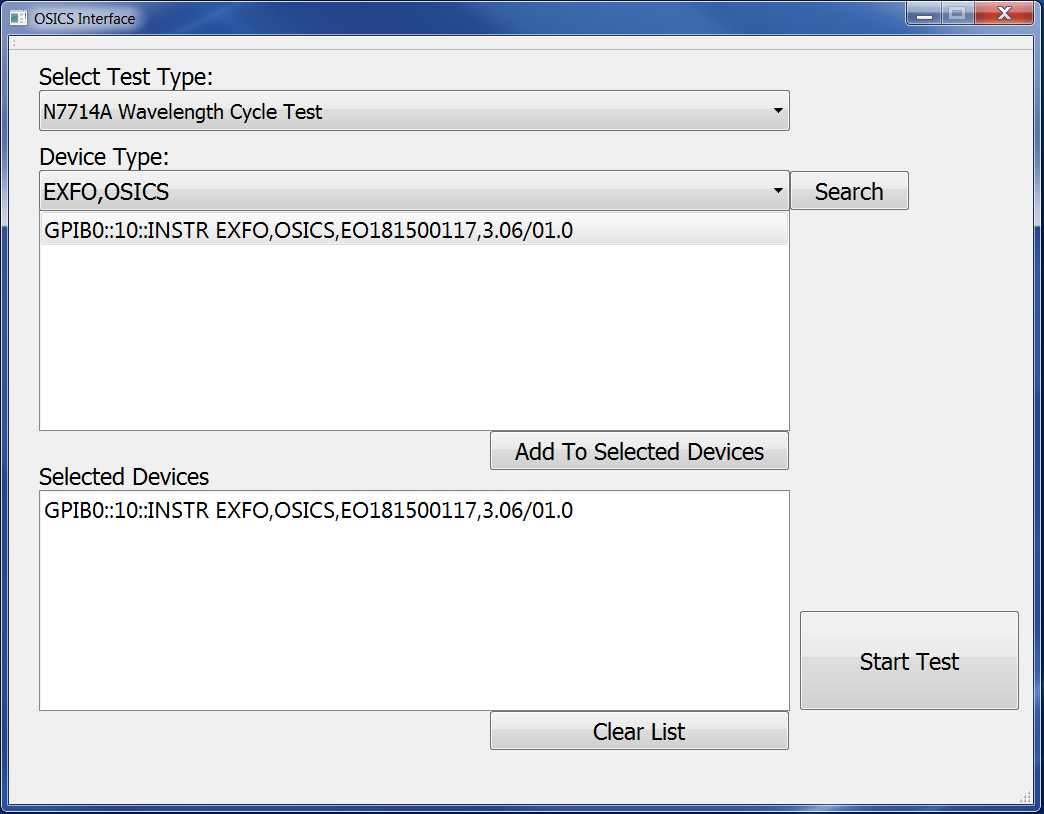 OSICS Interface
Select Test Type:
N7714A Wavelength Cycle Test
Device Type:
EXFO,OSICS
Search
GPIB0::10::INSTR EXFO,OSICS,EO181500117,3.06/01.0
Add To Selected Devices
Selected Devices
GPIB0::10::INSTR EXFO,OSICS,EO181500117,3.06/01.0
Start Test
Clear List